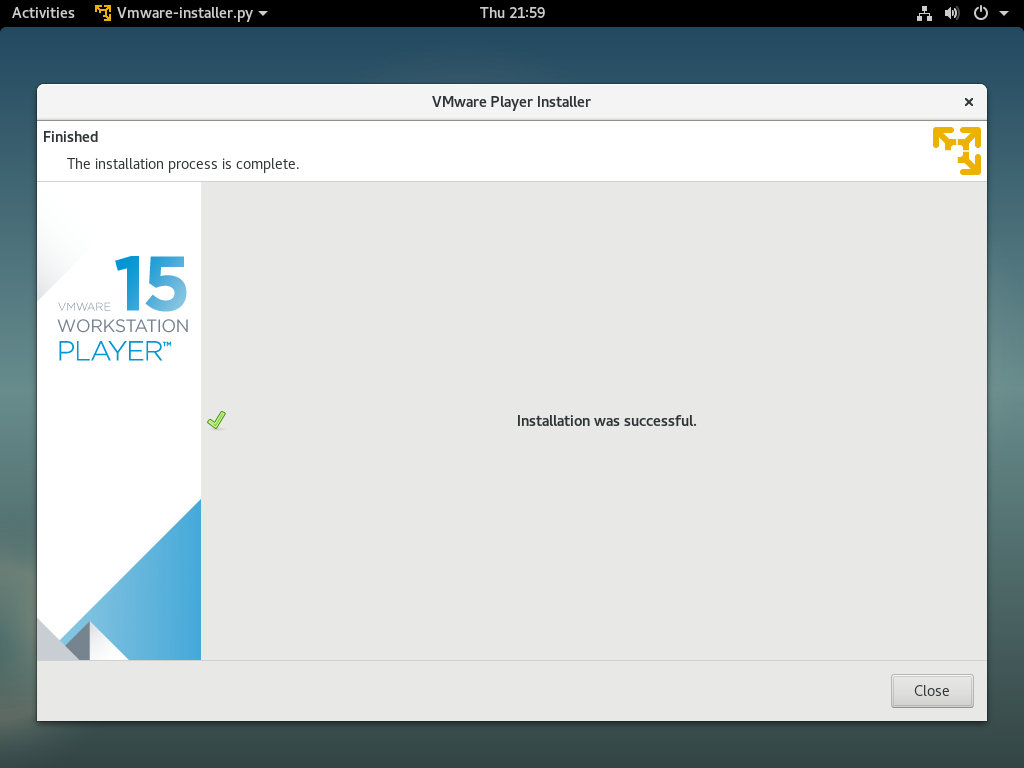 Activities Vmware-installer.py Thu 21:59
VMware Player Installer
Finished
The installation process is complete.
15
VMWARE
WORKSTATION
PLAYER™
Installation was successful.
Close